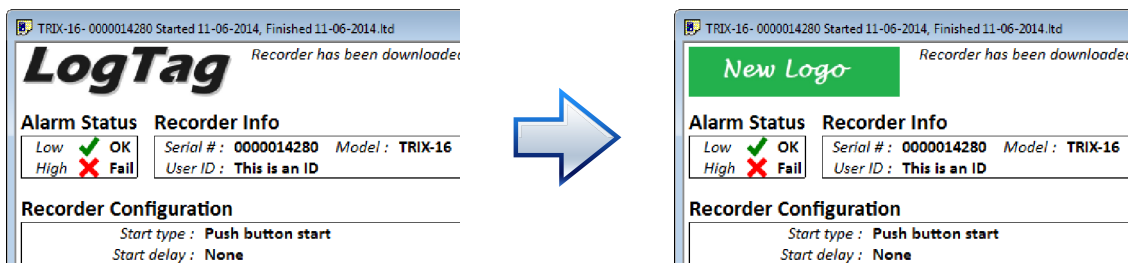 TRIX-16- 0000014280 Started 11-06-2014, Finished 11-06-2014.ltd
LogTag
Recorder has been downloaded
Alarm Status Recorder Info
Low OK Serial # : 0000014280 Model : TRIX-16
High Fail User ID : This is an ID
Recorder Configuration
Start type : Push button start
Start delay : None
TRIX-16- 0000014280 Started 11-06-2014, Finished 11-06-2014.ltd
New Logo
Recorder has been downloaded
Alarm Status Recorder Info
Low OK Serial # : 0000014280 Model : TRIX-16
High Fail User ID : This is an ID
Recorder Configuration
Start type : Push button start
Start delay : None